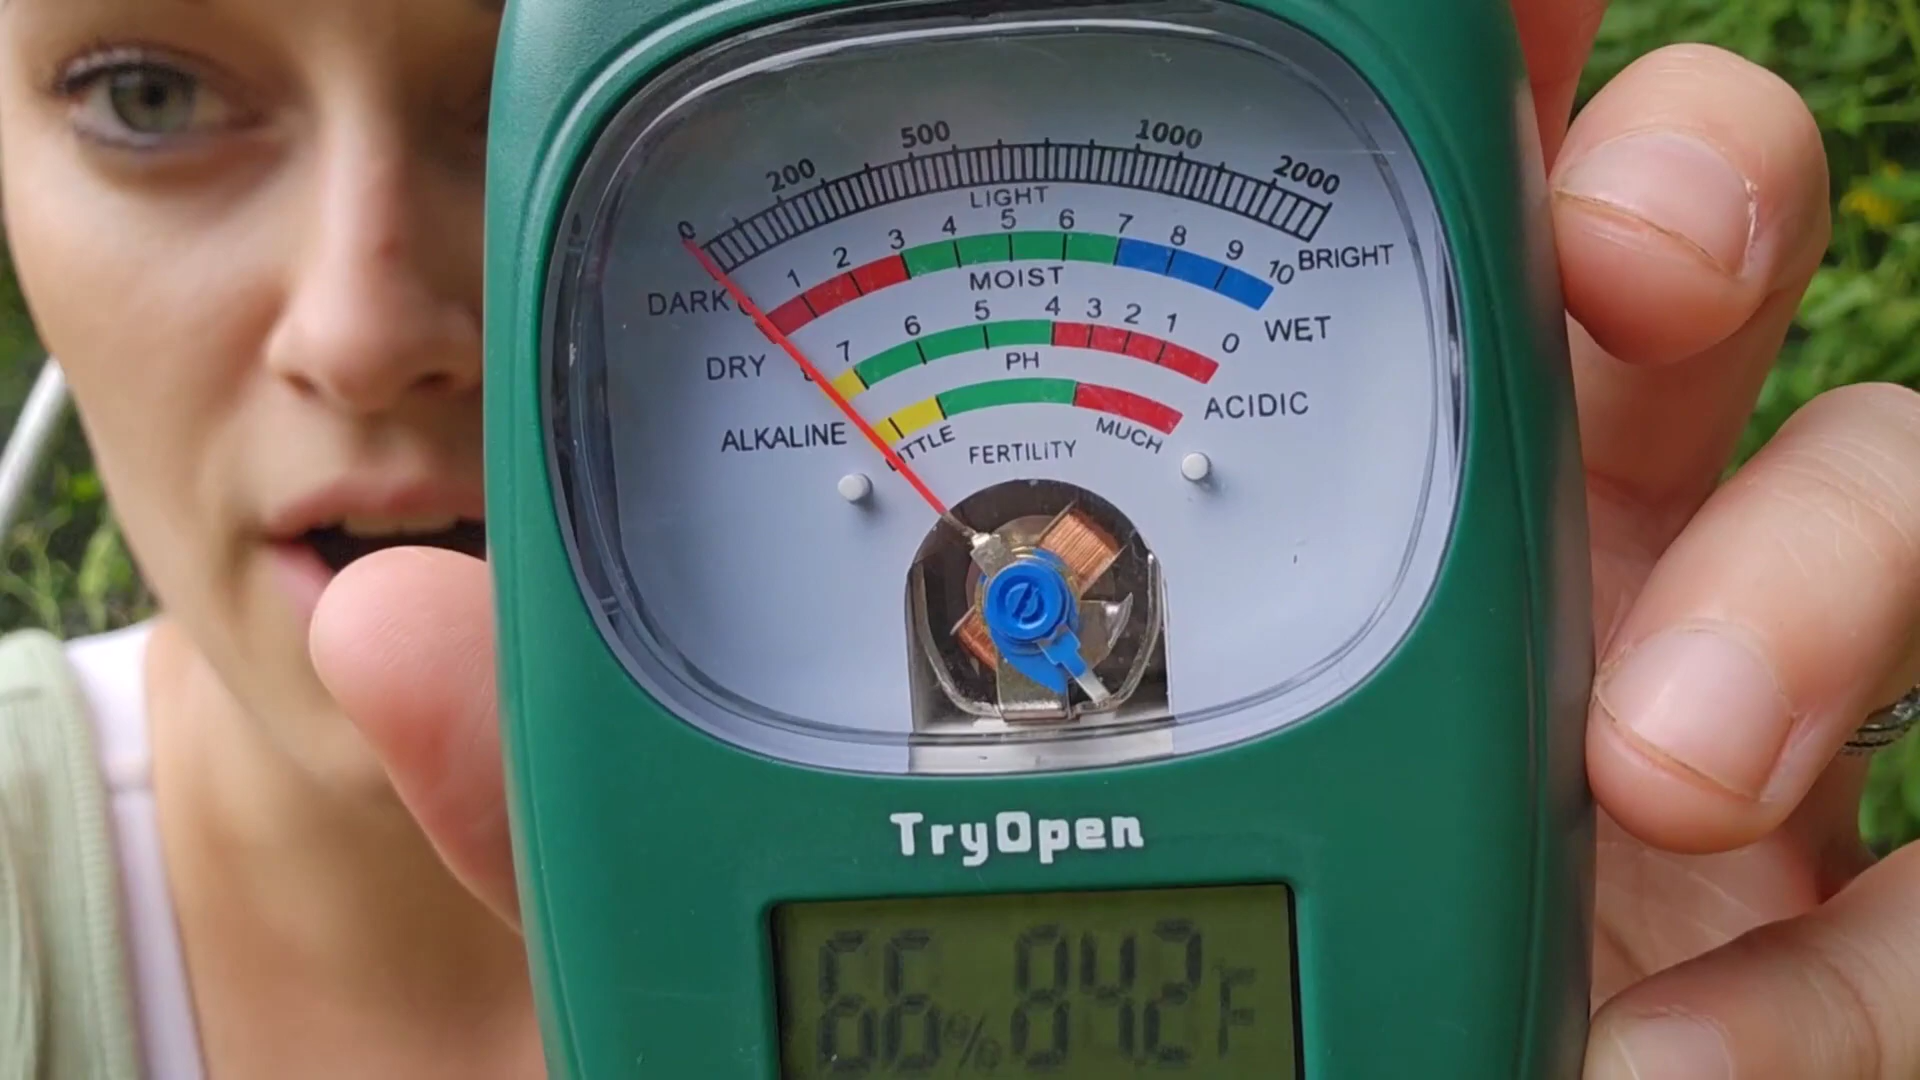 0 200 500 1000 2000
LIGHT
DARK BRIGHT
1 2 3 4 5 6 7 8 9 10
MOIST
DRY WET
7 6 5 4 3 2 1 0
PH
ALKALINE ACIDIC
MUCH
FERTILITY
TryOpen
66% 84.2F